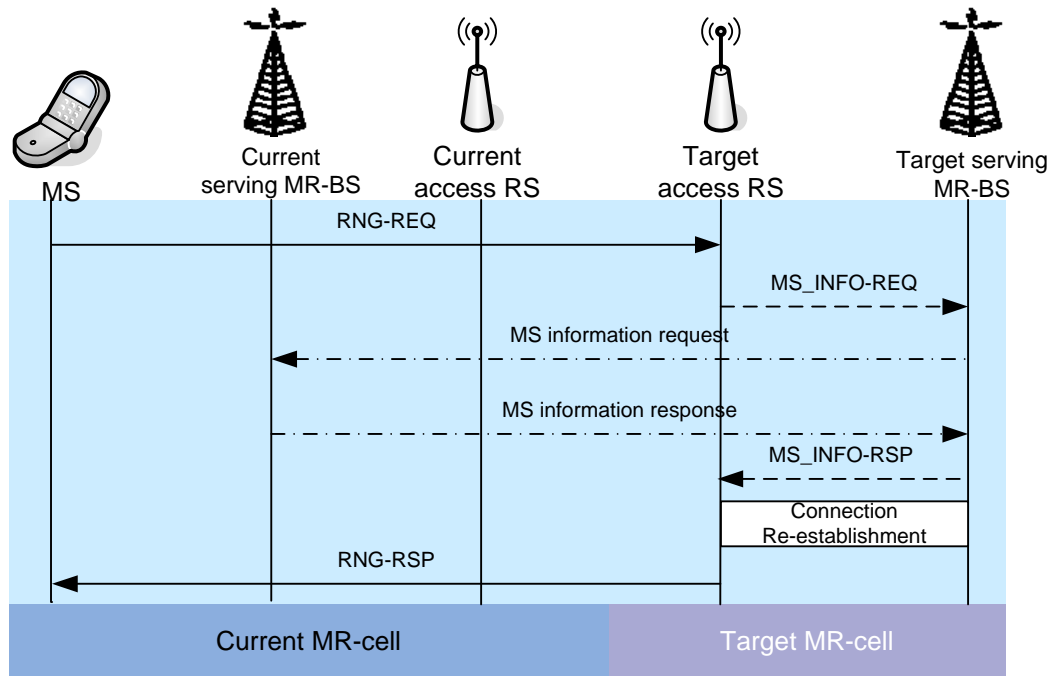 MS
Current
serving MR-BS
Current
access RS
Target
access RS
Target serving
MR-BS
RNG-REQ
MS_INFO-REQ
MS information request
MS information response
MS_INFO-RSP
Connection
Re-establishment
RNG-RSP
Current MR-cell
Target MR-cell